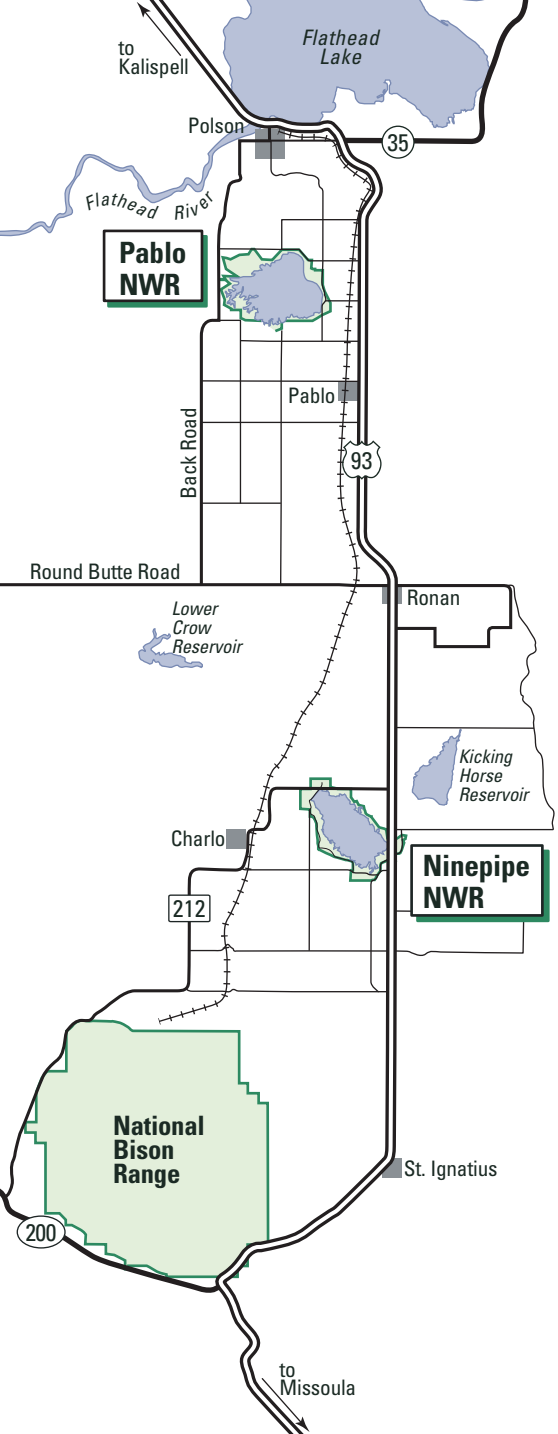 Flathead
Lake
to
Kalispell
Polson
35
Flathead River
Pablo
NWR
Pablo
Back Road
93
Round Butte Road
Ronan
Lower
Crow
Reservoir
Kicking
Horse
Reservoir
Charlo
Ninepipe
NWR
212
National
Bison
Range
St. Ignatius
200
to
Missoula